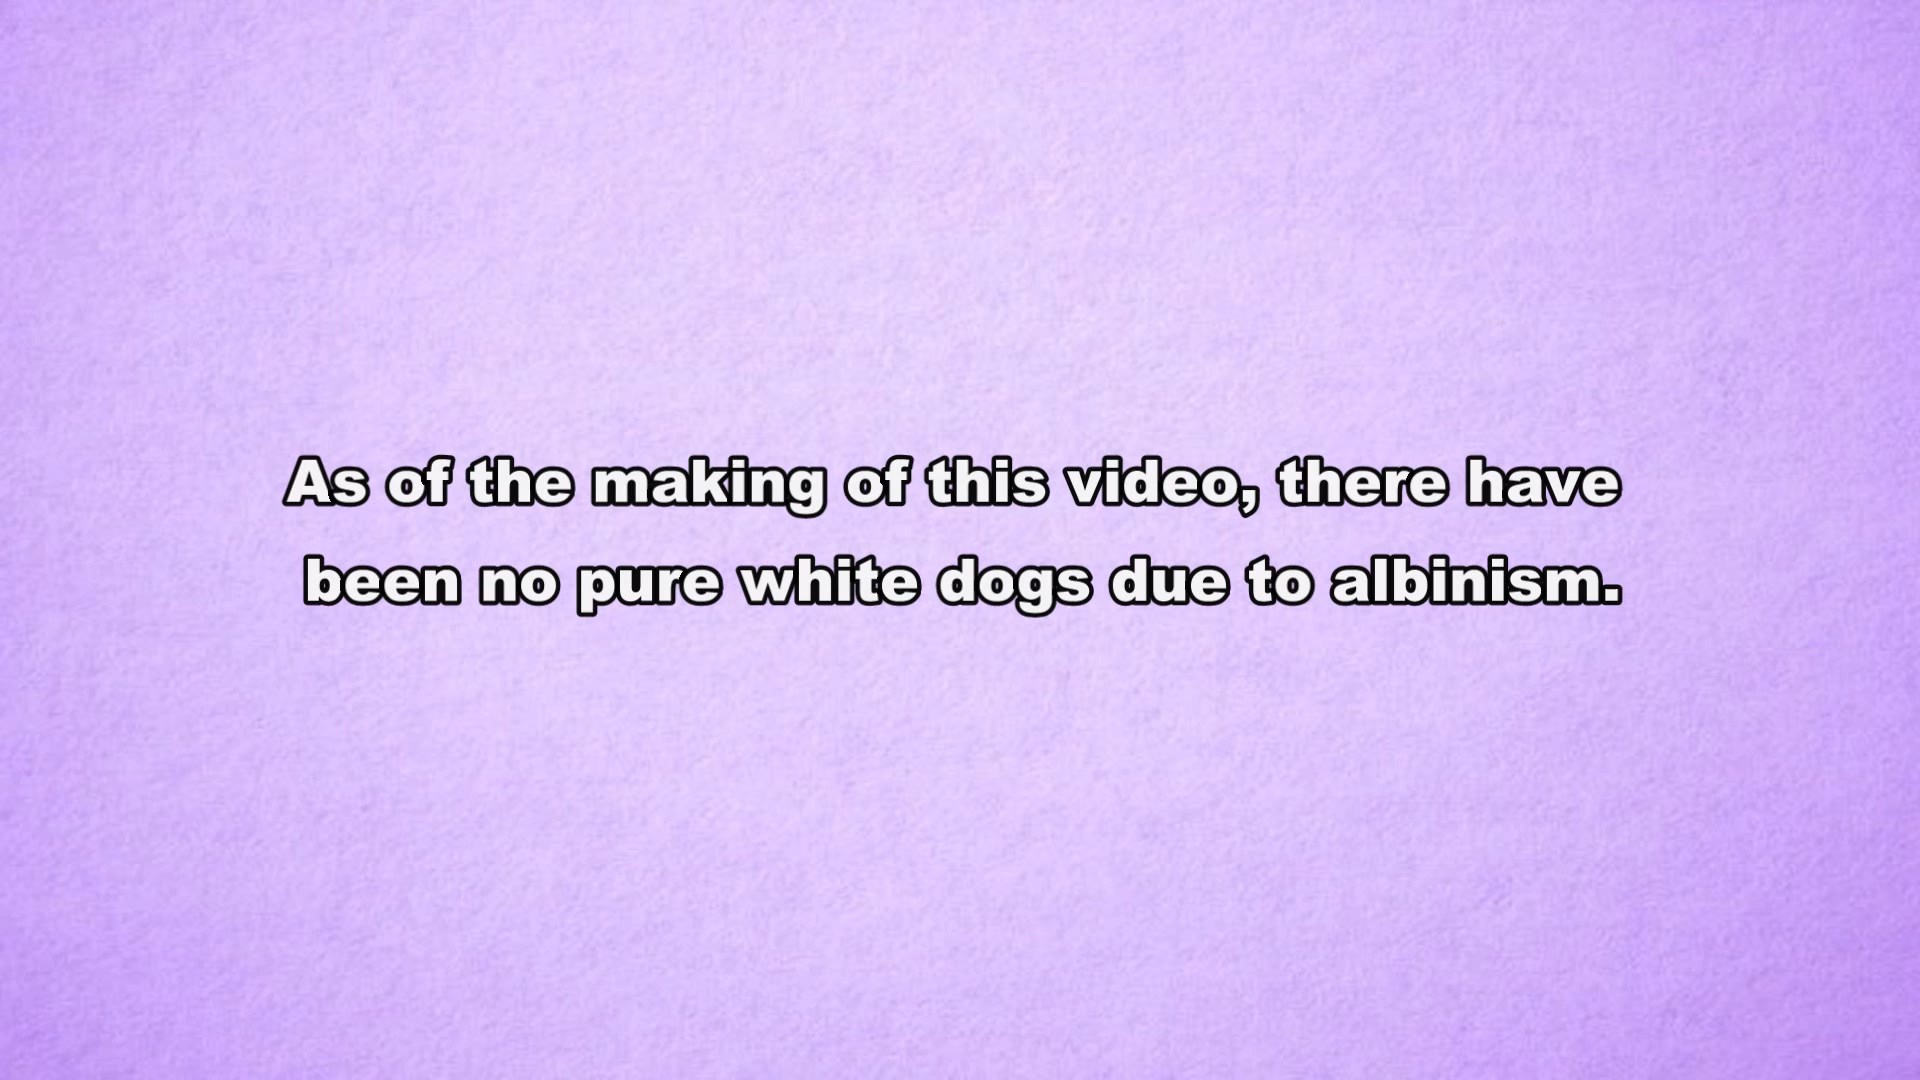 As of the making of this video, there have
been no pure white dogs due to albinism.